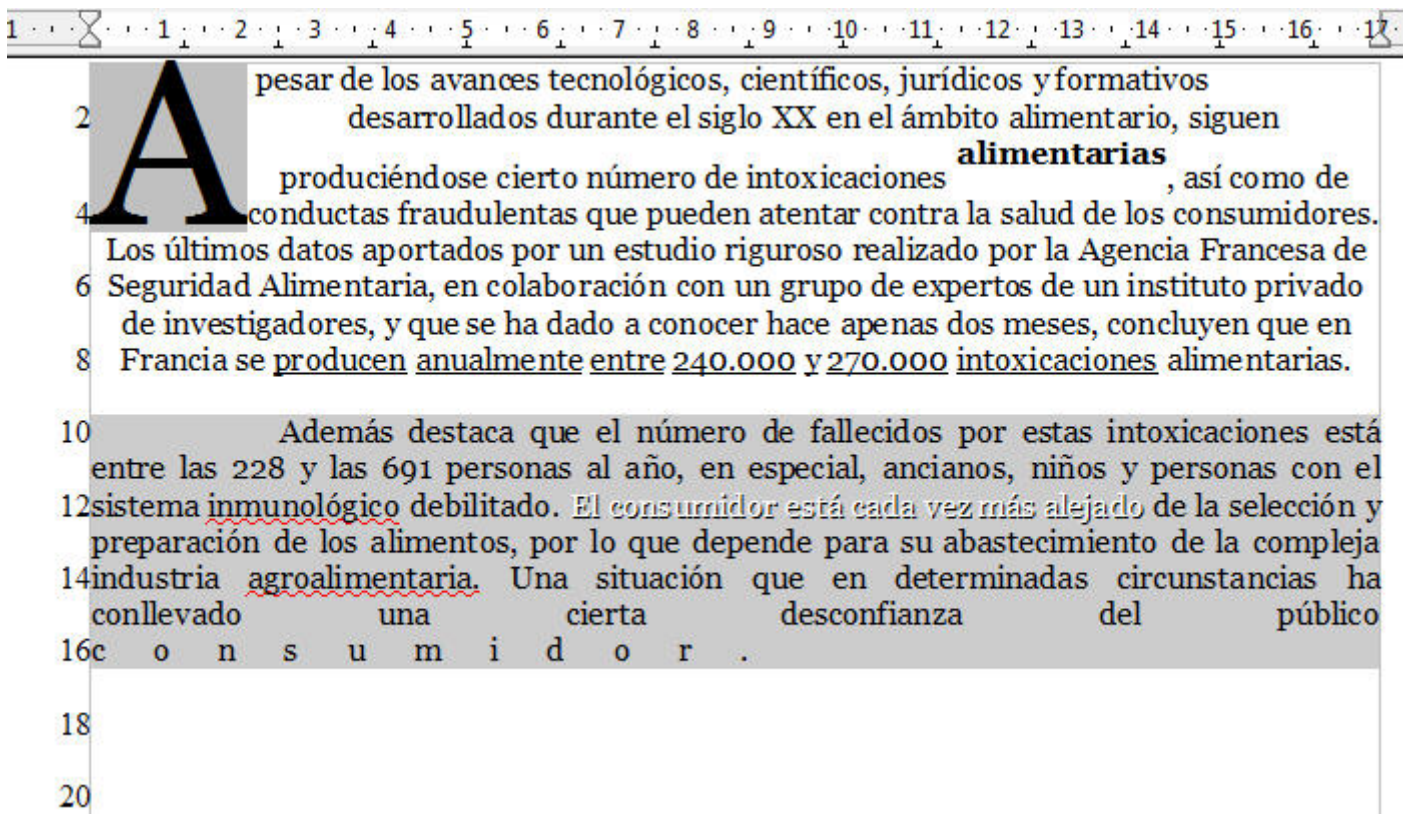 1 1 2 3 4 5 6 7 8 9 10 11 12 13 14 15 16 17
A pesar de los avances tecnológicos, científicos, jurídicos y formativos
2 desarrollados durante el siglo XX en el ámbito alimentario, siguen
produciéndose cierto número de intoxicaciones alimentarias, así como de
4 conductas fraudulentas que pueden atentar contra la salud de los consumidores.
Los últimos datos aportados por un estudio riguroso realizado por la Agencia Francesa de
6 Seguridad Alimentaria, en colaboración con un grupo de expertos de un instituto privado
de investigadores, y que se ha dado a conocer hace apenas dos meses, concluyen que en
8 Francia se producen anualmente entre 240.000 y 270.000 intoxicaciones alimentarias.
10 Además destaca que el número de fallecidos por estas intoxicaciones está
entre las 228 y las 691 personas al año, en especial, ancianos, niños y personas con el
12 sistema inmunológico debilitado. El consumidor está cada vez más alejado de la selección y
preparación de los alimentos, por lo que depende para su abastecimiento de la compleja
14 industria agroalimentaria. Una situación que en determinadas circunstancias ha
conllevado una cierta desconfianza del público
16 c o n s u m i d o r .
18
20